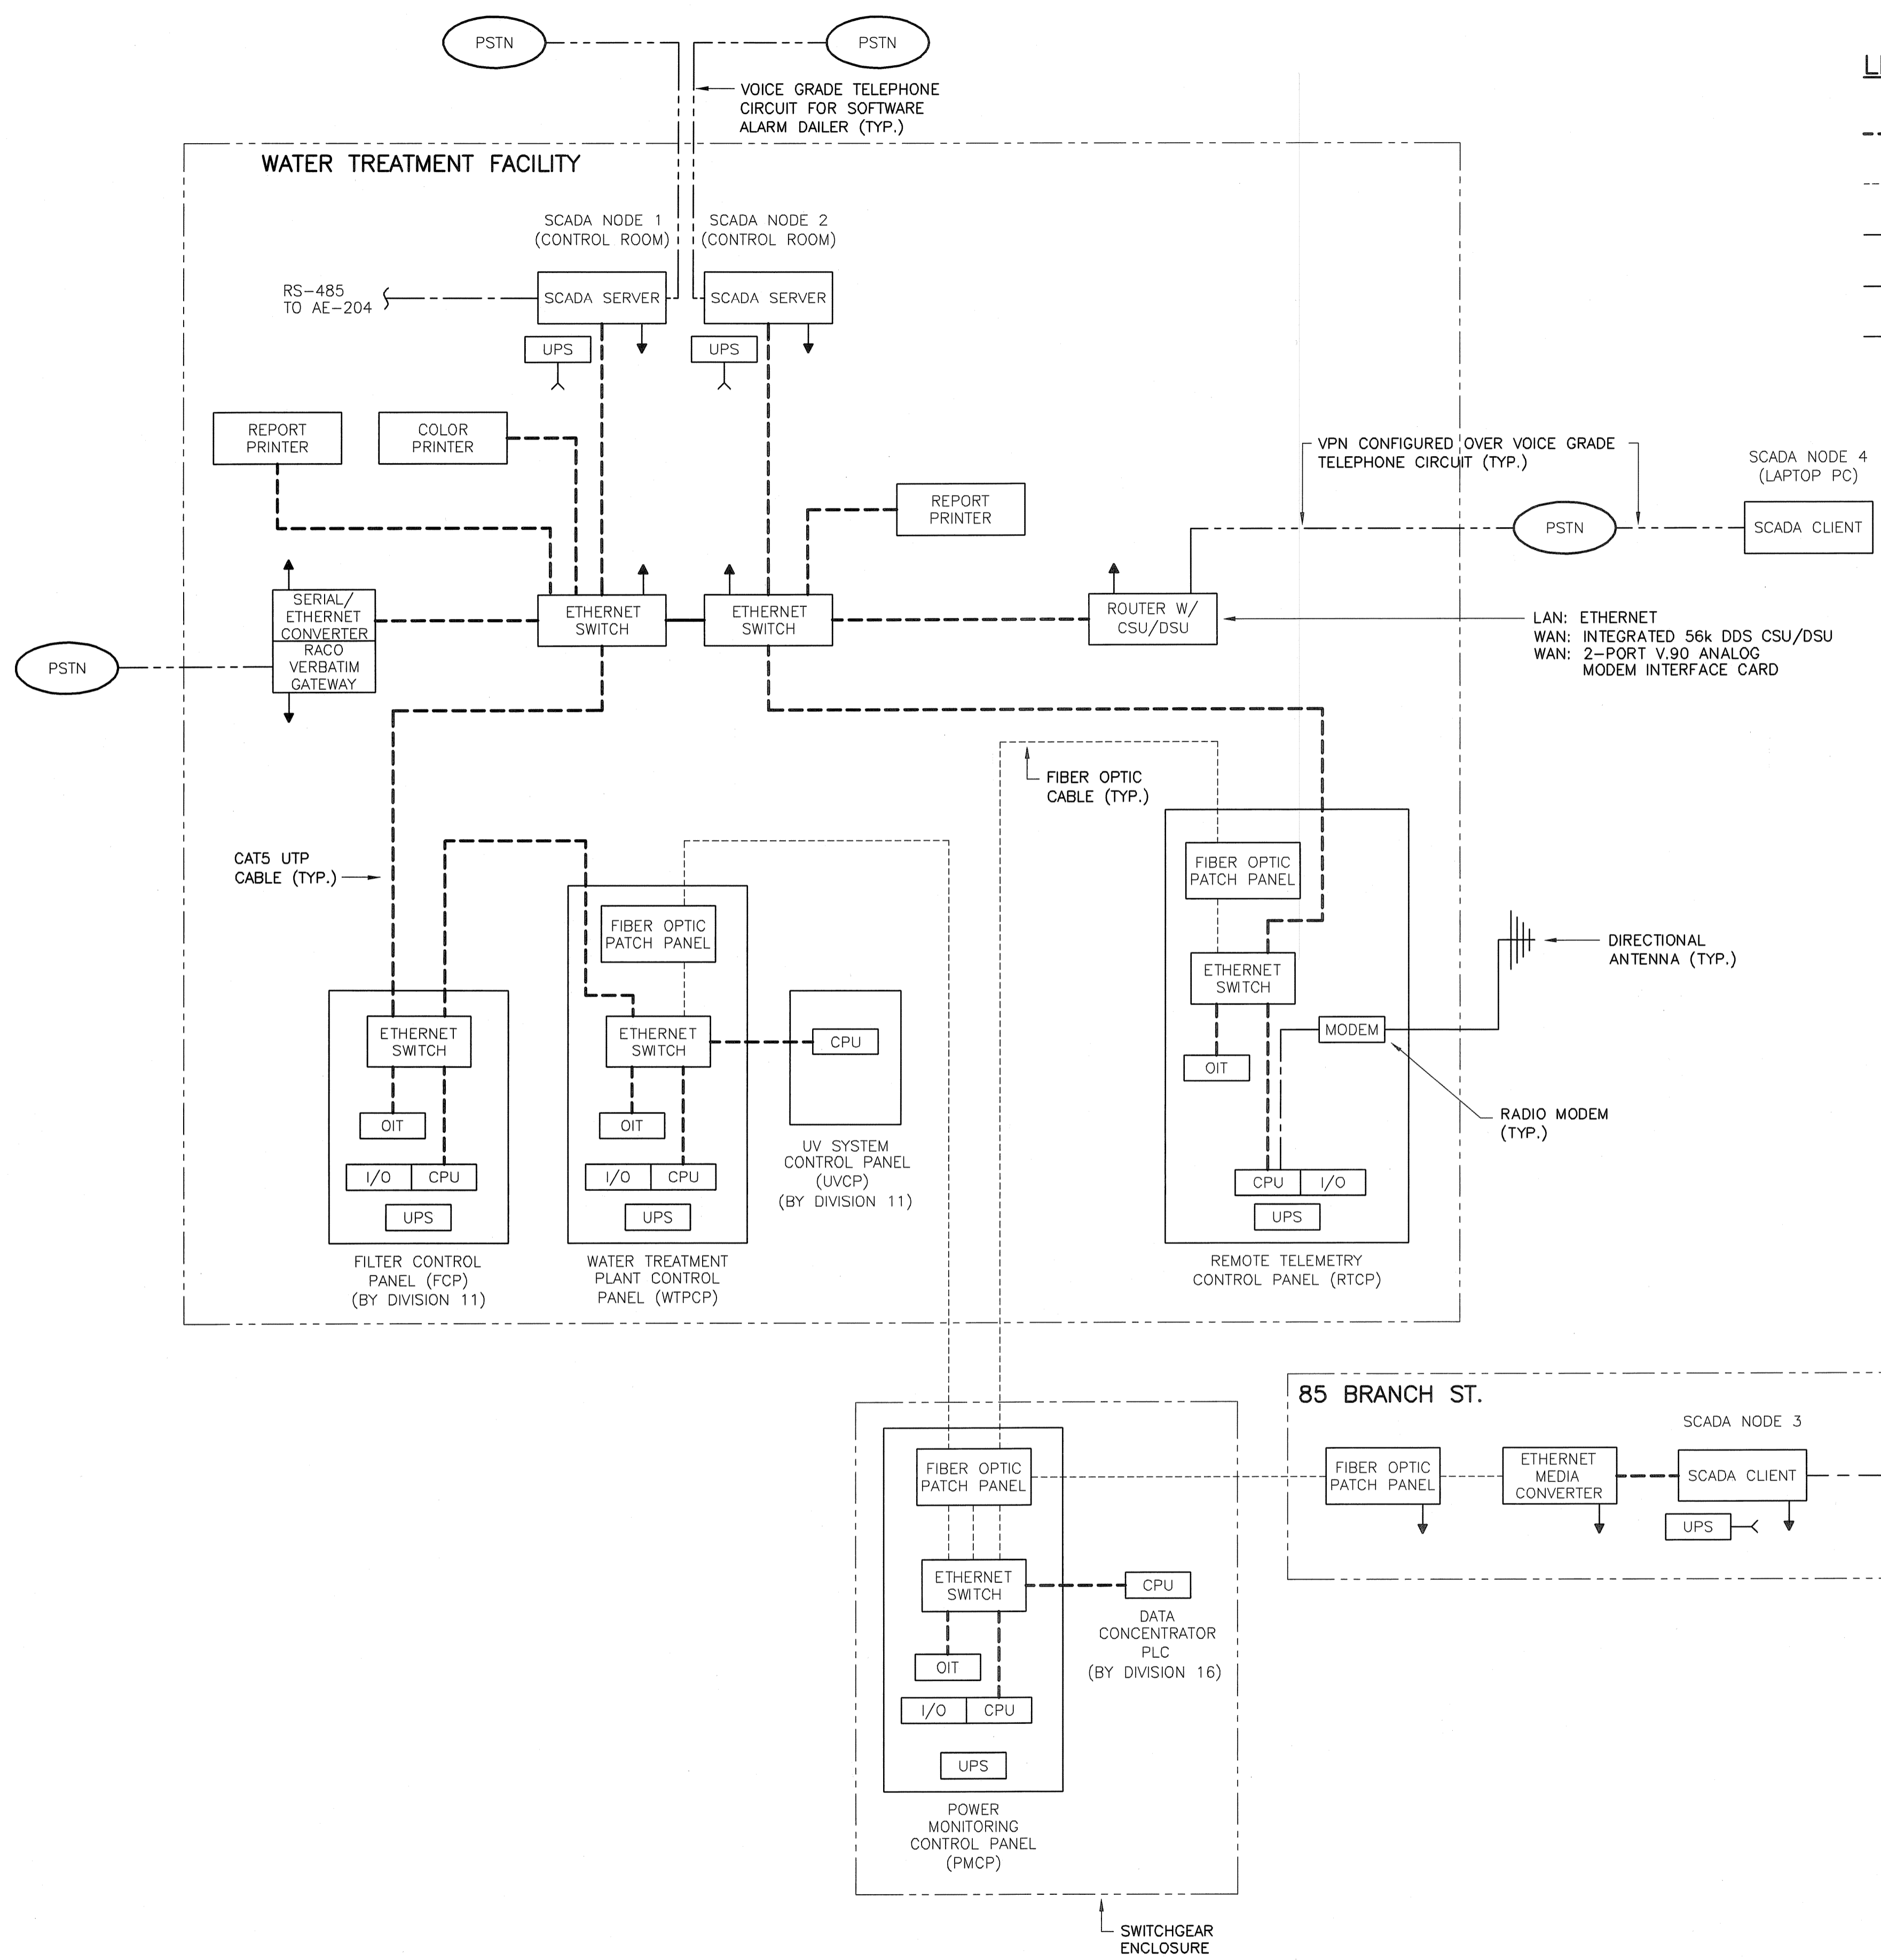 PSTN
PSTN
VOICE GRADE TELEPHONE
CIRCUIT FOR SOFTWARE
ALARM DAILER (TYP.)
WATER TREATMENT FACILITY
SCADA NODE 1
(CONTROL ROOM)
SCADA NODE 2
(CONTROL ROOM)
RS-485
TO AE-204
SCADA SERVER
SCADA SERVER
UPS
UPS
REPORT
PRINTER
COLOR
PRINTER
REPORT
PRINTER
VPN CONFIGURED OVER VOICE GRADE
TELEPHONE CIRCUIT (TYP.)
SCADA NODE 4
(LAPTOP PC)
PSTN
SCADA CLIENT
SERIAL/
ETHERNET
CONVERTER
RACO
VERBATIM
GATEWAY
PSTN
ETHERNET
SWITCH
ETHERNET
SWITCH
ROUTER W/
CSU/DSU
LAN: ETHERNET
WAN: INTEGRATED 56k DDS CSU/DSU
WAN: 2-PORT V.90 ANALOG
MODEM INTERFACE CARD
FIBER OPTIC
CABLE (TYP.)
CAT5 UTP
CABLE (TYP.)
FIBER OPTIC
PATCH PANEL
FIBER OPTIC
PATCH PANEL
DIRECTIONAL
ANTENNA (TYP.)
ETHERNET
SWITCH
ETHERNET
SWITCH
ETHERNET
SWITCH
CPU
MODEM
OIT
OIT
OIT
RADIO MODEM
(TYP.)
I/O
CPU
I/O
CPU
CPU
I/O
UPS
UPS
UPS
UV SYSTEM
CONTROL PANEL
(UVCP)
(BY DIVISION 11)
FILTER CONTROL
PANEL (FCP)
(BY DIVISION 11)
WATER TREATMENT
PLANT CONTROL
PANEL (WTPCP)
REMOTE TELEMETRY
CONTROL PANEL (RTCP)
85 BRANCH ST.
SCADA NODE 3
FIBER OPTIC
PATCH PANEL
FIBER OPTIC
PATCH PANEL
ETHERNET
MEDIA
CONVERTER
SCADA CLIENT
UPS
ETHERNET
SWITCH
CPU
DATA
CONCENTRATOR
PLC
(BY DIVISION 16)
OIT
I/O
CPU
UPS
POWER
MONITORING
CONTROL PANEL
(PMCP)
SWITCHGEAR
ENCLOSURE